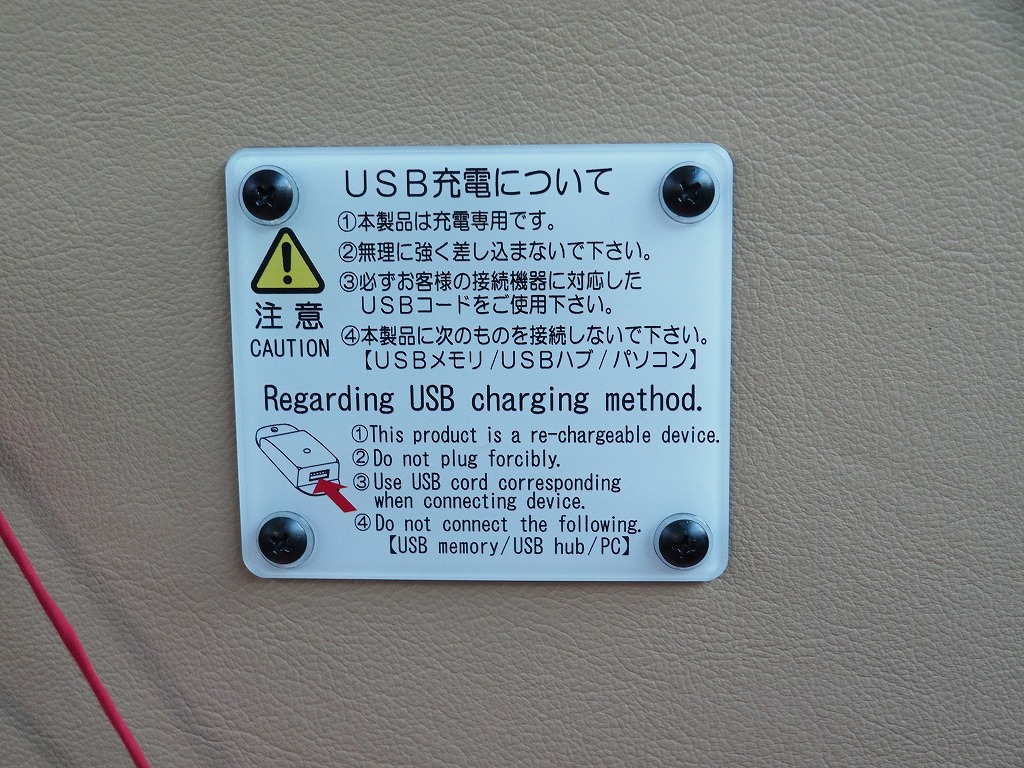 USB充電について
①本製品は充電専用です。
②無理に強く差し込まないで下さい。
③必ずお客様の接続機器に対応した
USBコードをご使用下さい。
④本製品に次のものを接続しないで下さい。
【USBメモリ/USBハブ/パソコン】
注意
CAUTION
Regarding USB charging method.
①This product is a re-chargeable device.
②Do not plug forcibly.
③Use USB cord corresponding
when connecting device.
④Do not connect the following.
【USB memory/USB hub/PC】